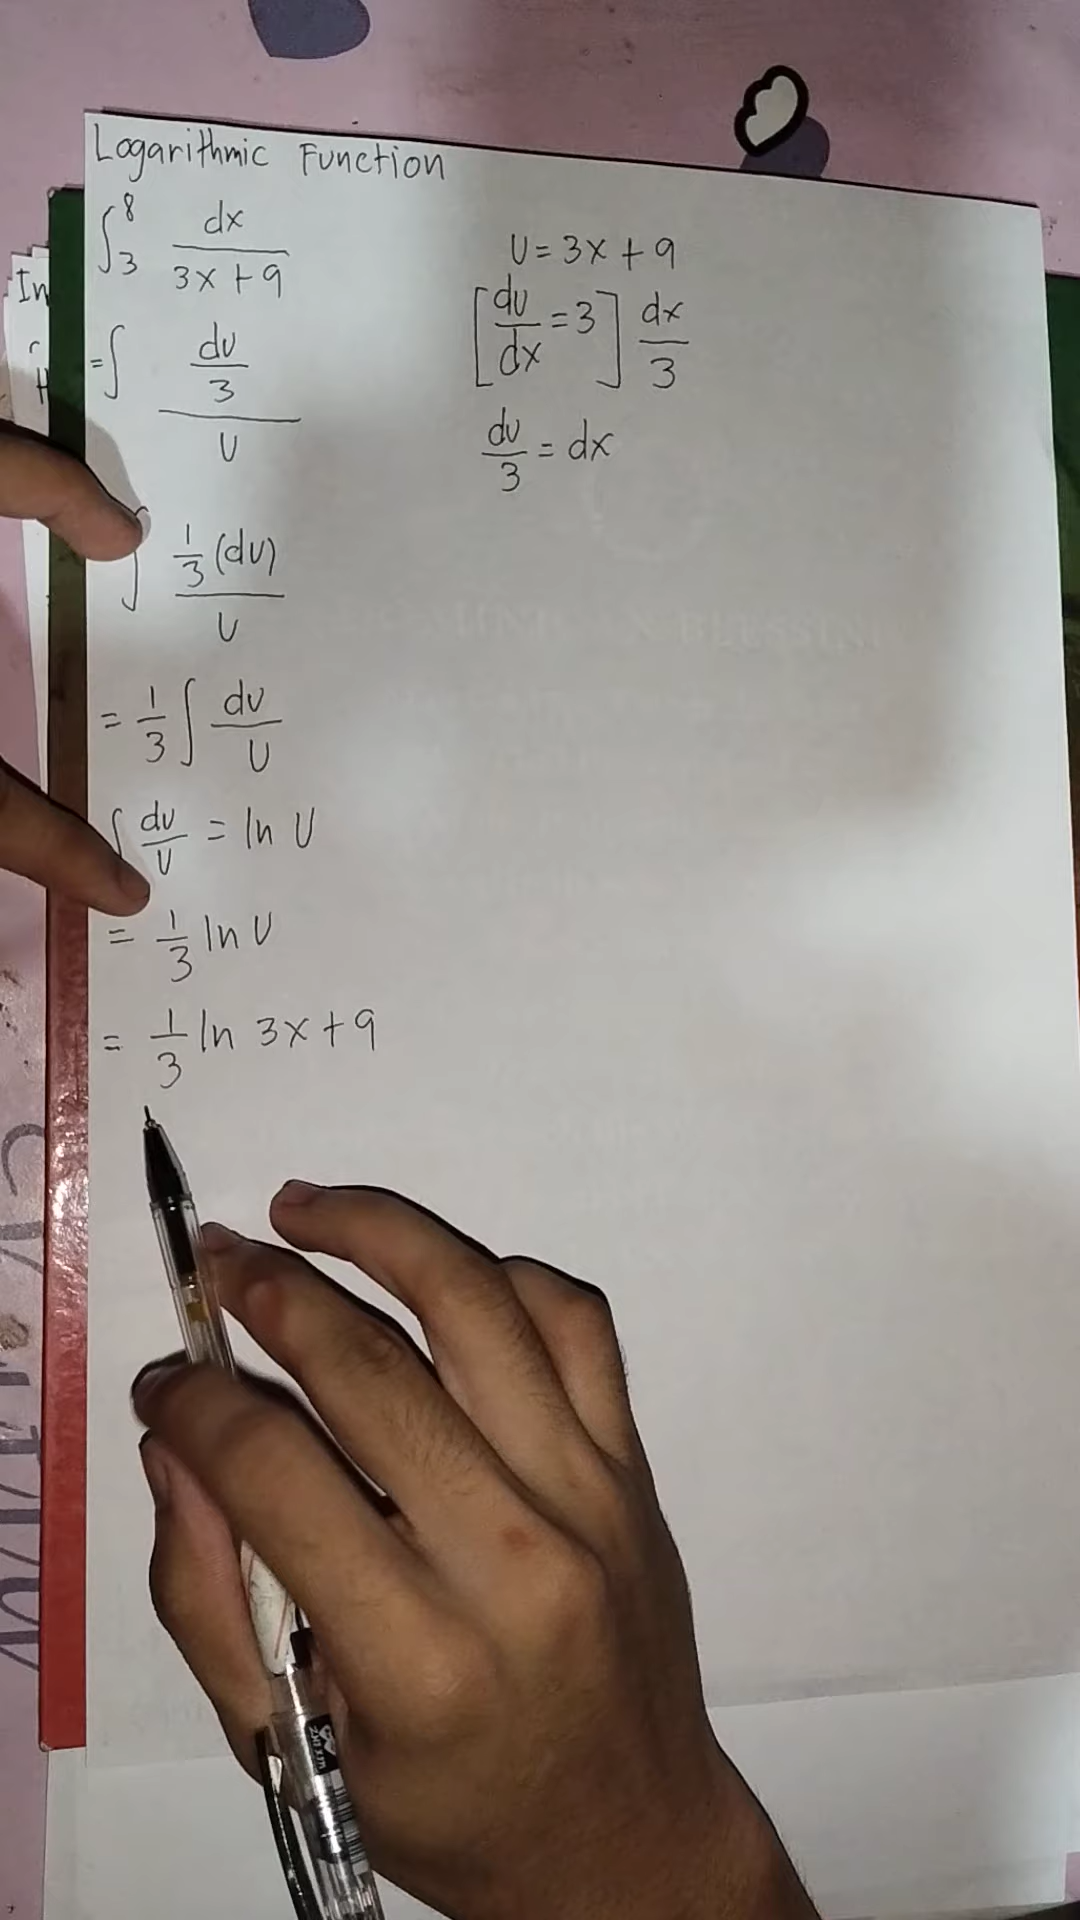 Logarithmic Function
∫₃⁸ dx / 3x + 9
= ∫ du/3 / U
∫ 1/3 (du) / U
= 1/3 ∫ du / U
∫ du/U = ln U
= 1/3 ln U
= 1/3 ln 3x + 9
U = 3x + 9
[du/dx = 3] dx/3
du/3 = dx
In